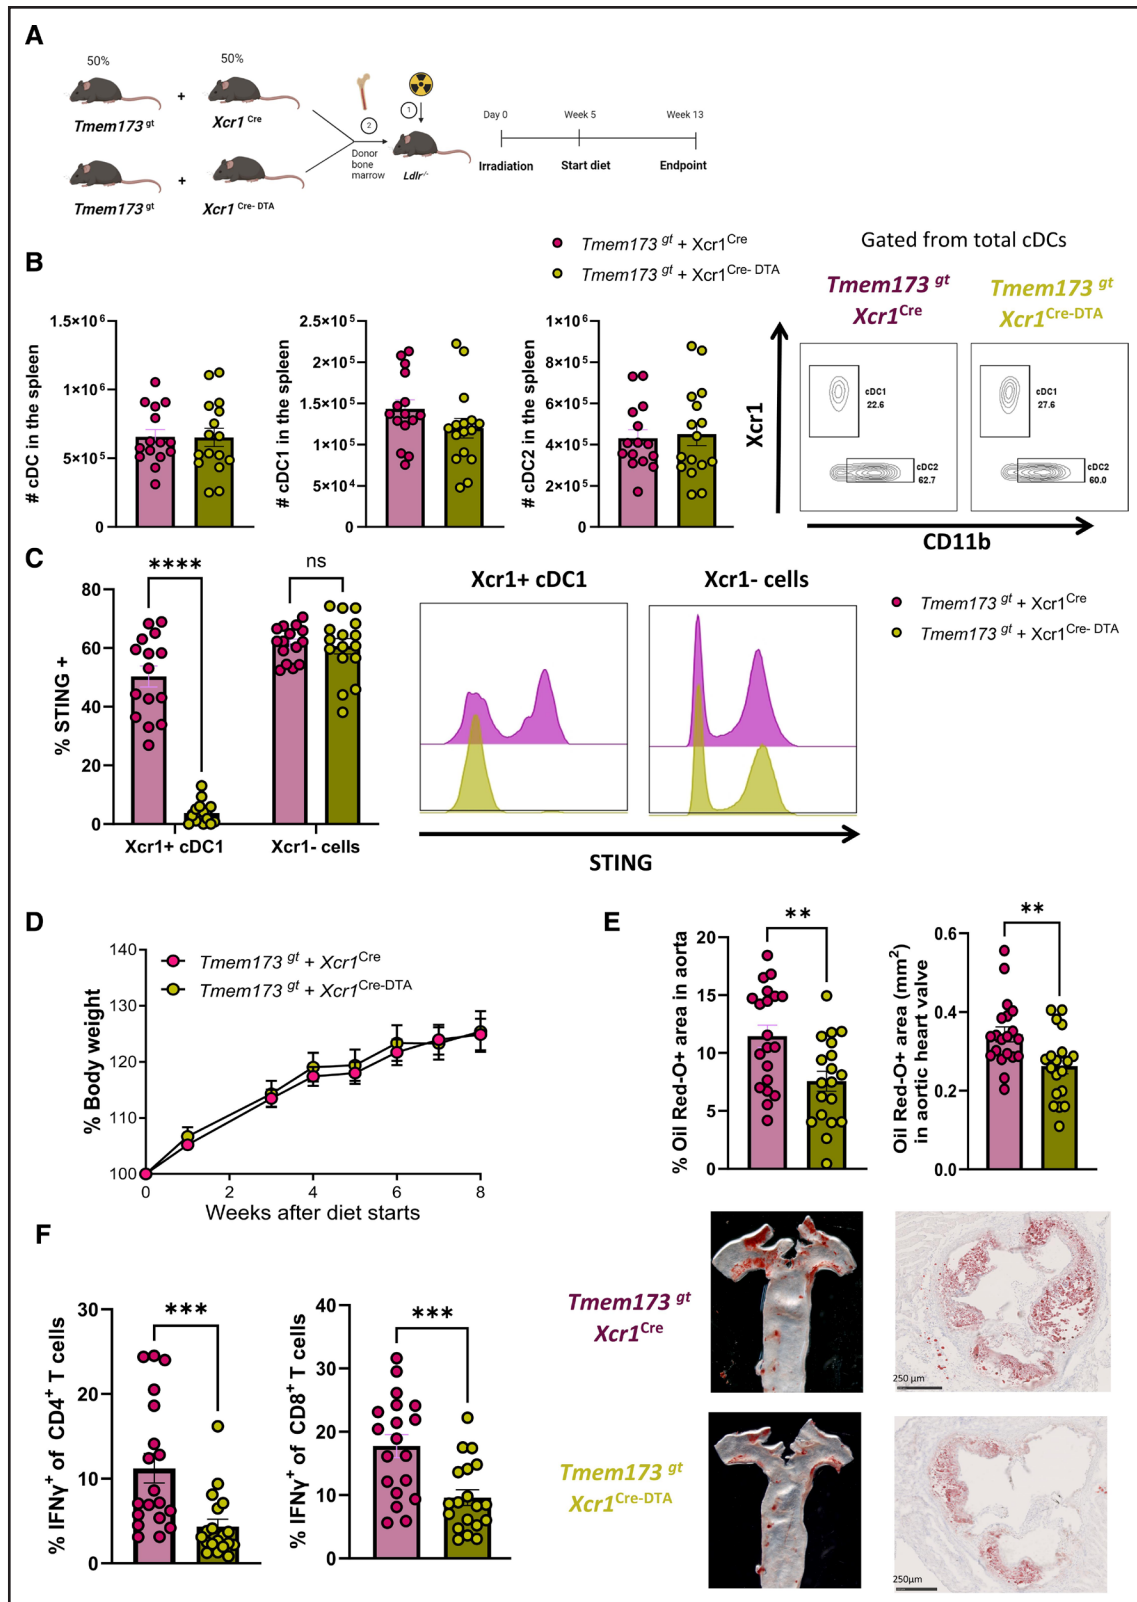 A
50%
50%
Tmem173 gt
+
Xcr1 Cre
Tmem173 gt
+
Xcr1 Cre- DTA
1
2
Donor
bone
marrow
Ldlr-/-
Day 0
Week 5
Week 13
Irradiation
Start diet
Endpoint
B
Tmem173 gt + Xcr1Cre
Tmem173 gt + Xcr1Cre- DTA
Gated from total cDCs
Tmem173 gt
Xcr1Cre
Tmem173 gt
Xcr1Cre-DTA
# cDC in the spleen
1.5×10⁶
1×10⁶
5×10⁵
0
# cDC1 in the spleen
2.5×10⁵
2×10⁵
1.5×10⁵
1×10⁵
5×10⁴
0
# cDC2 in the spleen
1×10⁶
8×10⁵
6×10⁵
4×10⁵
2×10⁵
0
Xcr1
cDC1
22.6
cDC2
62.7
cDC1
27.6
cDC2
60.0
CD11b
C
% STING +
80
60
40
20
0
****
ns
Xcr1+ cDC1
Xcr1- cells
Xcr1+ cDC1
Xcr1- cells
STING
Tmem173 gt + Xcr1Cre
Tmem173 gt + Xcr1Cre- DTA
D
% Body weight
140
130
120
110
100
0
2
4
6
8
Weeks after diet starts
Tmem173 gt + Xcr1Cre
Tmem173 gt + Xcr1Cre-DTA
E
% Oil Red-O+ area in aorta
20
15
10
5
0
**
Oil Red-O+ area (mm²)
in aortic heart valve
0.6
0.4
0.2
0.0
**
Tmem173 gt
Xcr1Cre
250 µm
Tmem173 gt
Xcr1Cre-DTA
250µm
F
% IFNγ⁺ of CD4⁺ T cells
30
20
10
0
***
% IFNγ⁺ of CD8⁺ T cells
40
30
20
10
0
***